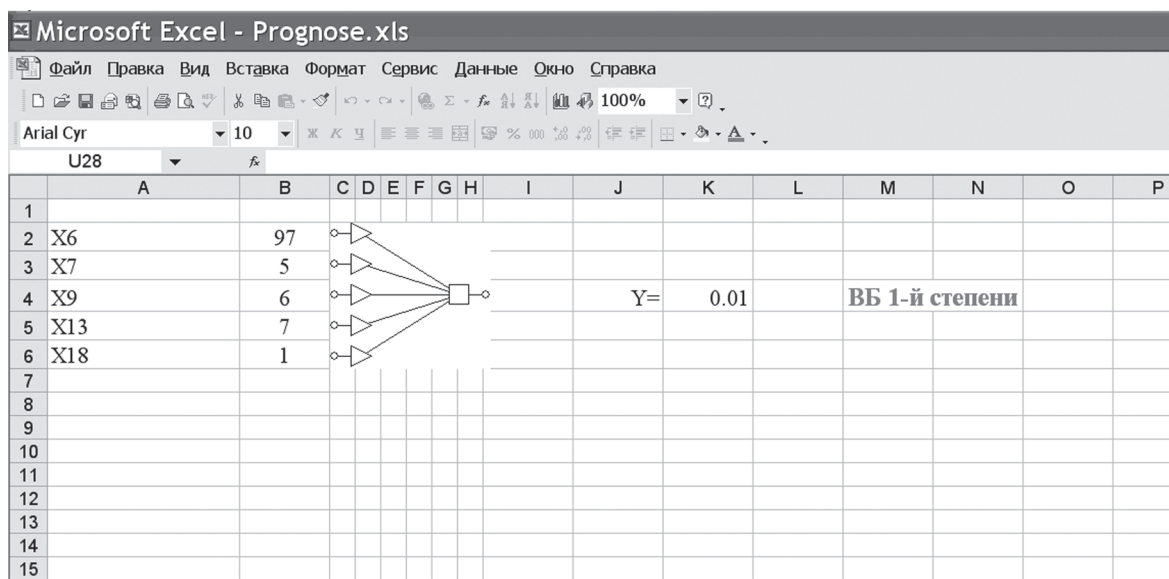 Microsoft Excel - Prognose.xls
Файл Правка Вид Вставка Формат Сервис Данные Окно Справка
100%
Arial Cyr 10 Ж К Ч % 000
U28 fx
A B C D E F G H I J K L M N O P
1
2 X6 97
3 X7 5
4 X9 6 Y= 0.01 ВБ 1-й степени
5 X13 7
6 X18 1
7
8
9
10
11
12
13
14
15